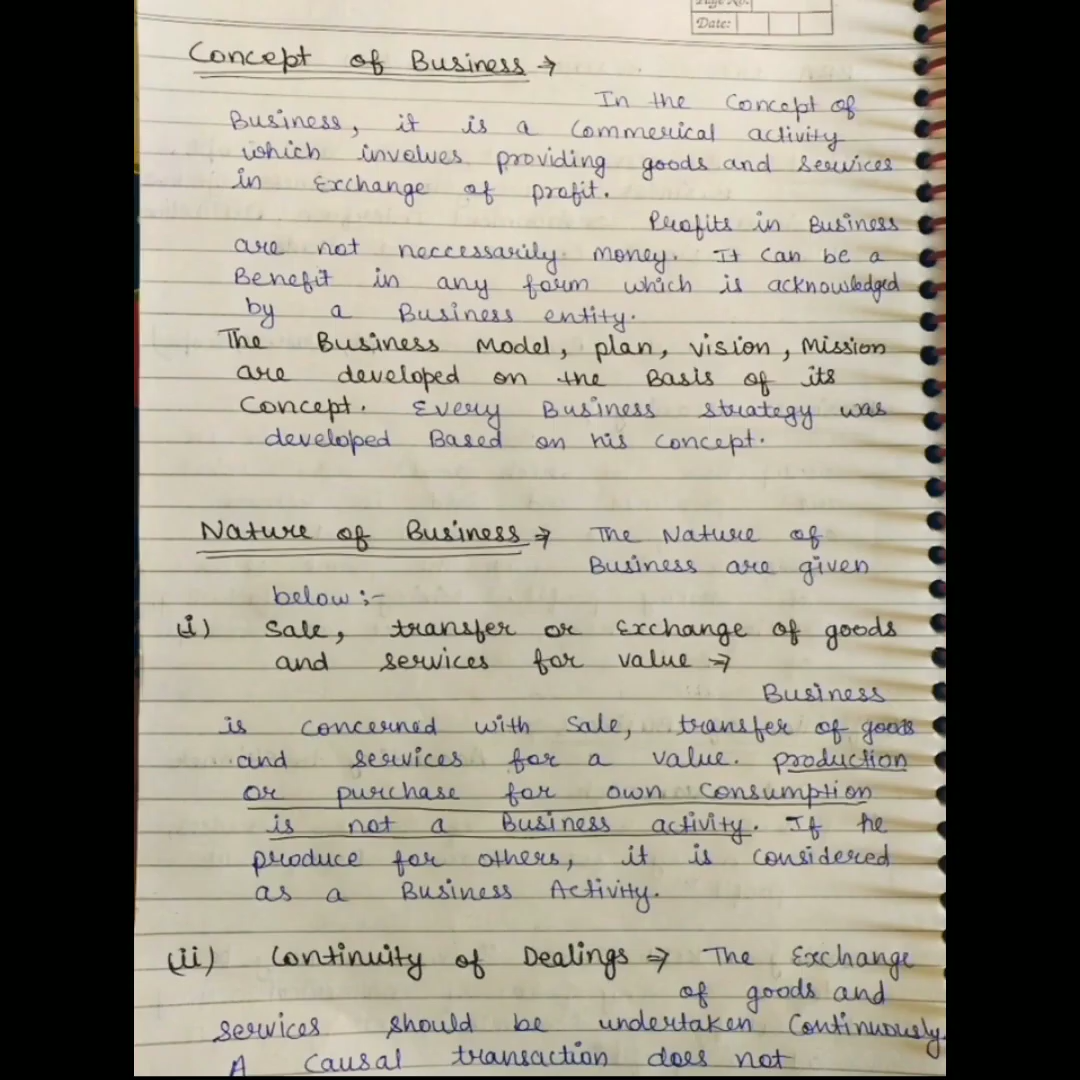 Page No.
Date:
Concept of Business →
In the Concept of
Business, it is a Commerical activity
which involves providing goods and services
in Exchange of profit.
Profits in Business
are not neccessarily money. It can be a
Benefit in any form which is acknowledged
by a Business entity.
The Business Model, plan, vision, Mission
are developed on the Basis of its
Concept. Every Business strategy was
developed Based on his concept.
Nature of Business ⇒ The Nature of
Business are given
below :-
(i) Sale, transfer or Exchange of goods
and services for value ⇒
Business
is concerned with Sale, transfer of goods
and services for a value. production
or purchase for own Consumption
is not a Business activity. If he
produce for others, it is considered
as a Business Activity.
(ii) Continuity of Dealings ⇒ The Exchange
of goods and
services should be undertaken Continuously.
A causal transaction does not